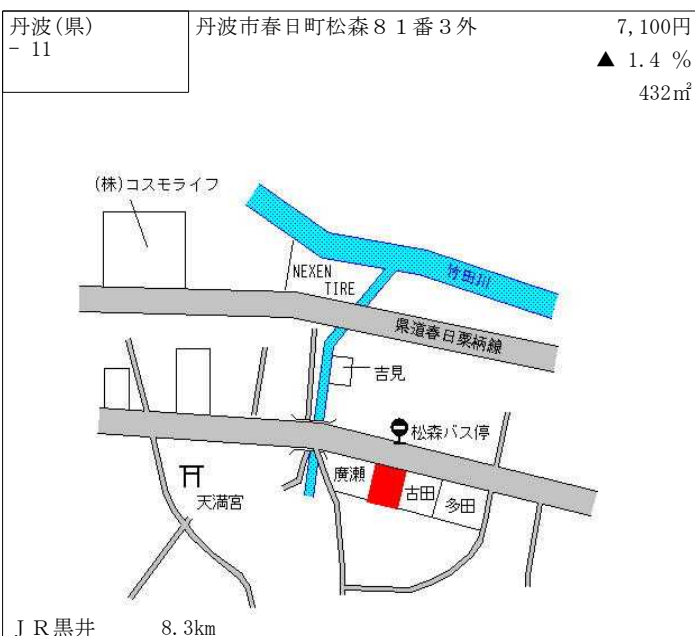 丹波(県)
- 11
丹波市春日町松森８１番３外
7,100円
▲ 1.4 %
432㎡
(株)コスモライフ
NEXEN
TIRE
竹田川
県道春日栗柄線
吉見
松森バス停
廣瀬
古田
多田
天満宮
ＪＲ黒井 8.3km